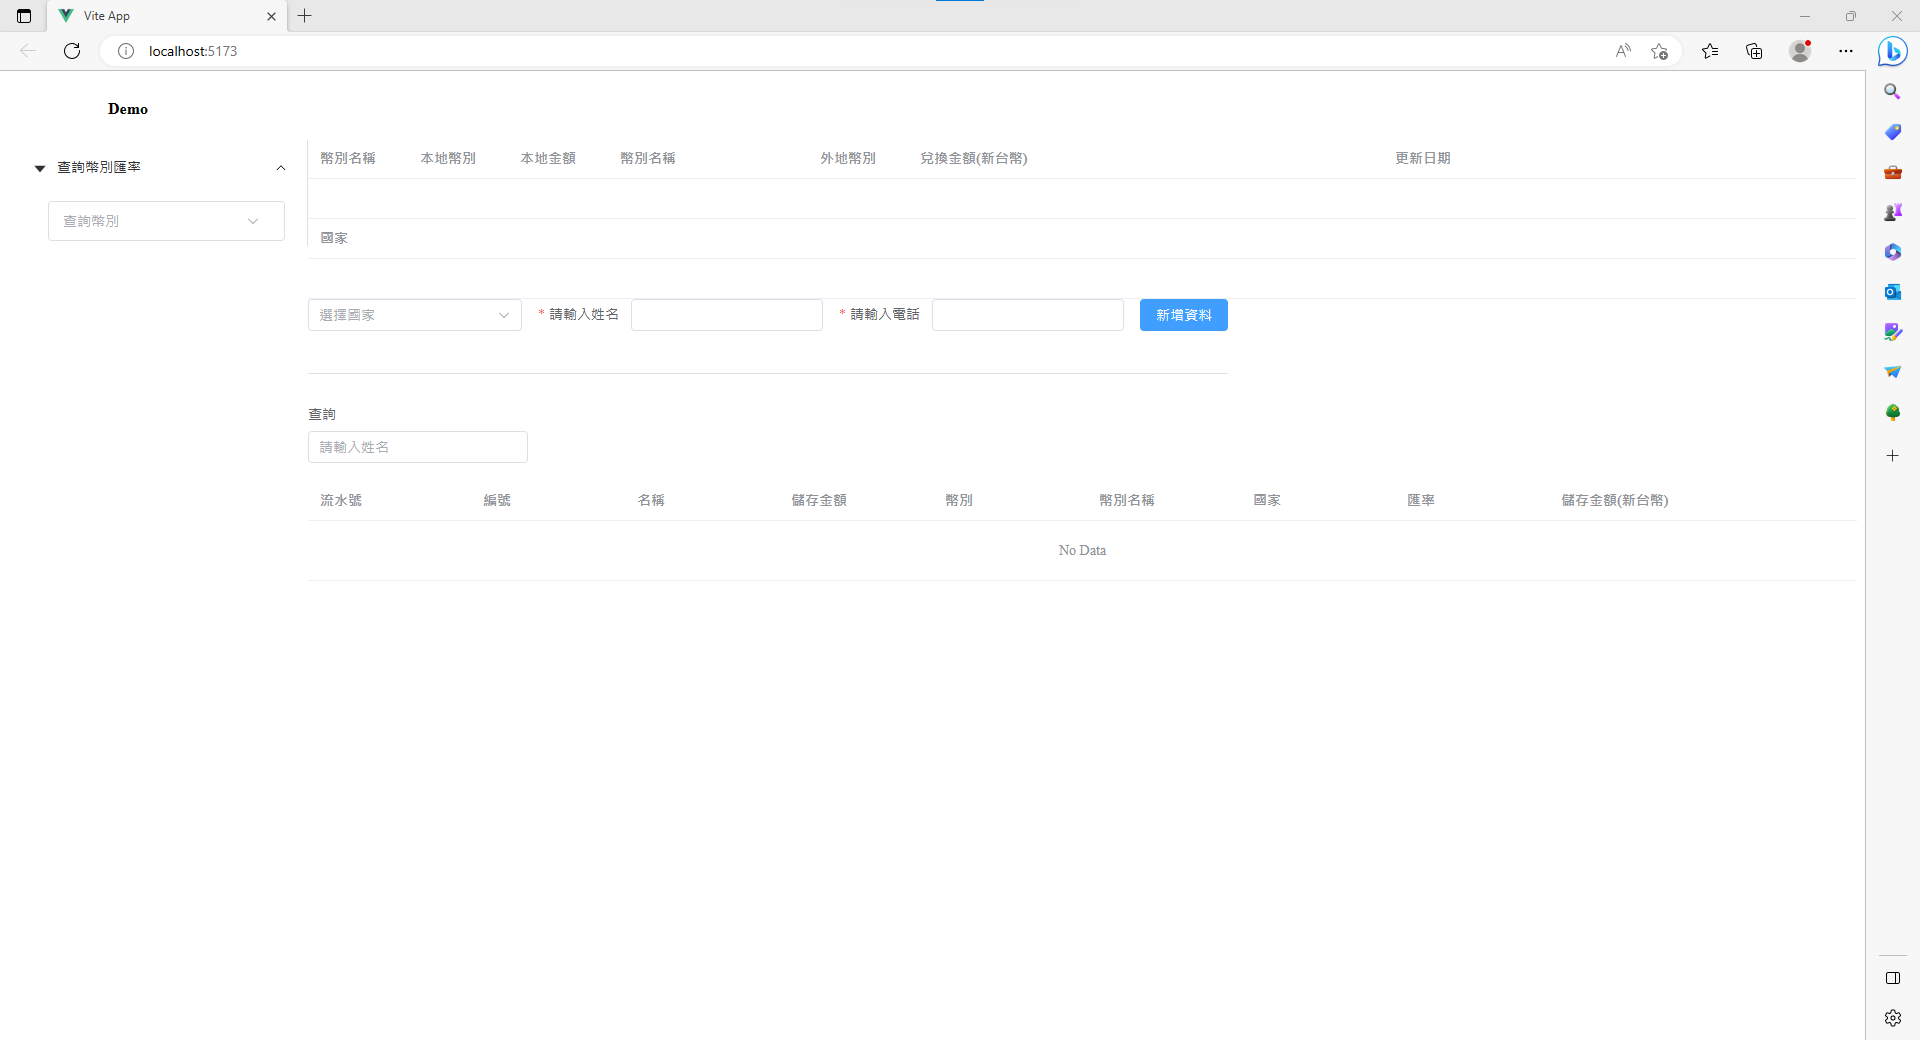 Vite App
localhost:5173
Demo
查詢幣別匯率
查詢幣別
幣別名稱 本地幣別 本地金額 幣別名稱 外地幣別 兌換金額(新台幣) 更新日期
國家
選擇國家 * 請輸入姓名 * 請輸入電話 新增資料
查詢
請輸入姓名
流水號 編號 名稱 儲存金額 幣別 幣別名稱 國家 匯率 儲存金額(新台幣)
No Data